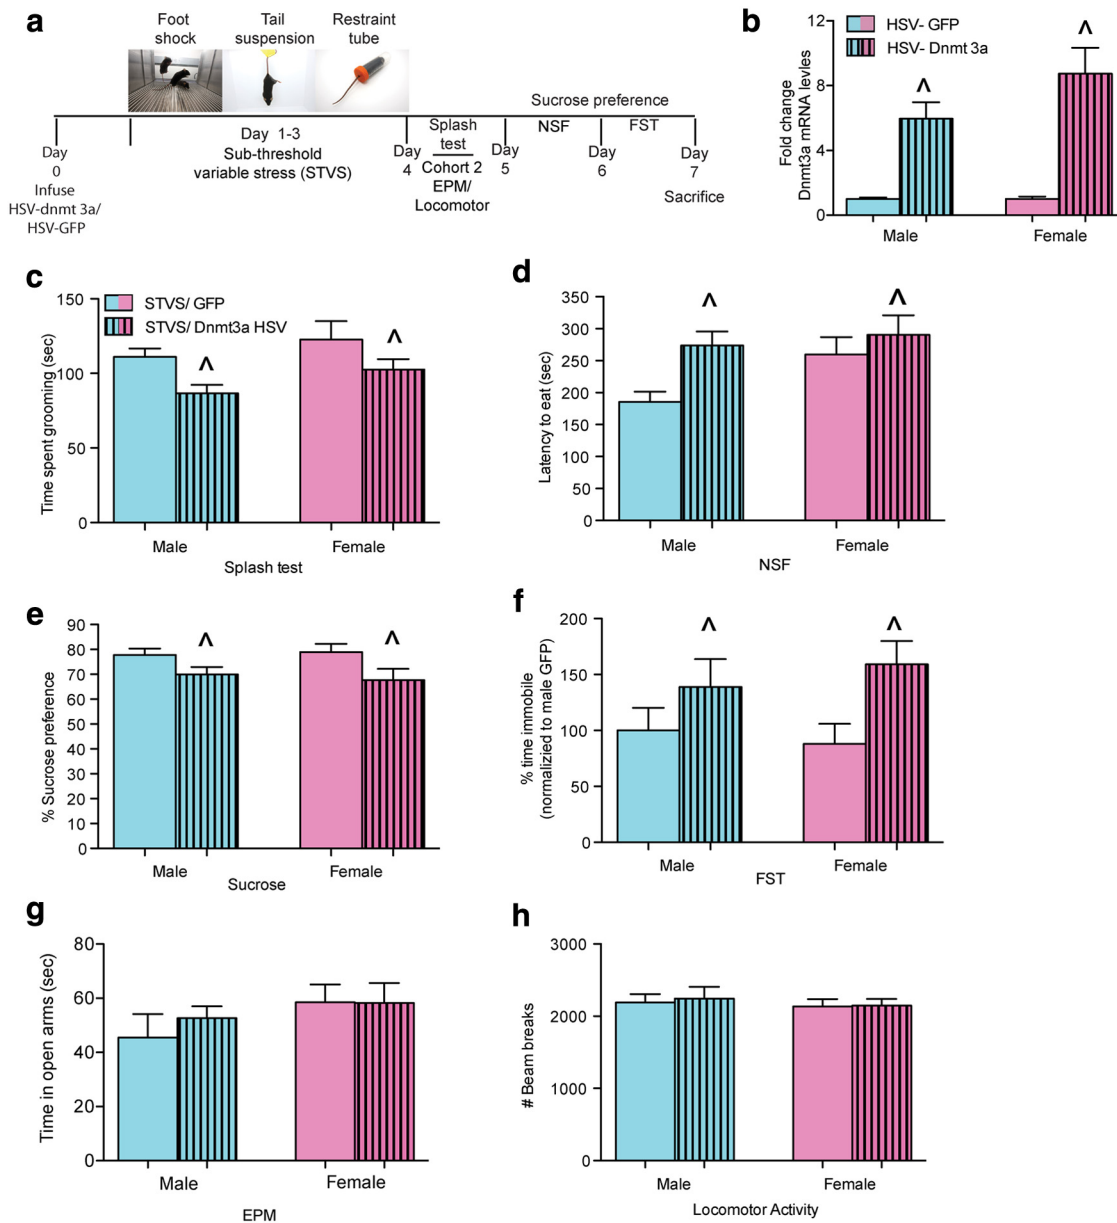 a
Foot
shock
Tail
suspension
Restraint
tube
Sucrose preference
Day
0
Infuse
HSV-dnmt 3a/
HSV-GFP
Day 1-3
Sub-threshold
variable stress (STVS)
Day
4
Splash
test
Cohort 2
EPM/
Locomotor
Day
5
NSF
Day
6
FST
Day
7
Sacrifice
b
HSV- GFP
HSV- Dnmt 3a
Fold change
Dnmt3a mRNA levles
12
8
4
0
^
^
Male
Female
c
STVS/ GFP
STVS/ Dnmt3a HSV
Time spent grooming (sec)
150
100
50
0
^
^
Male
Female
Splash test
d
Latency to eat (sec)
350
300
250
200
150
100
50
0
^
^
Male
Female
NSF
e
% Sucrose preference
90
80
70
60
50
40
30
20
10
0
^
^
Male
Female
Sucrose
f
% time immobile
(normalizied to male GFP)
200
150
100
50
0
^
^
Male
Female
FST
g
Time in open arms (sec)
80
60
40
20
0
Male
Female
EPM
h
# Beam breaks
3000
2000
1000
0
Male
Female
Locomotor Activity